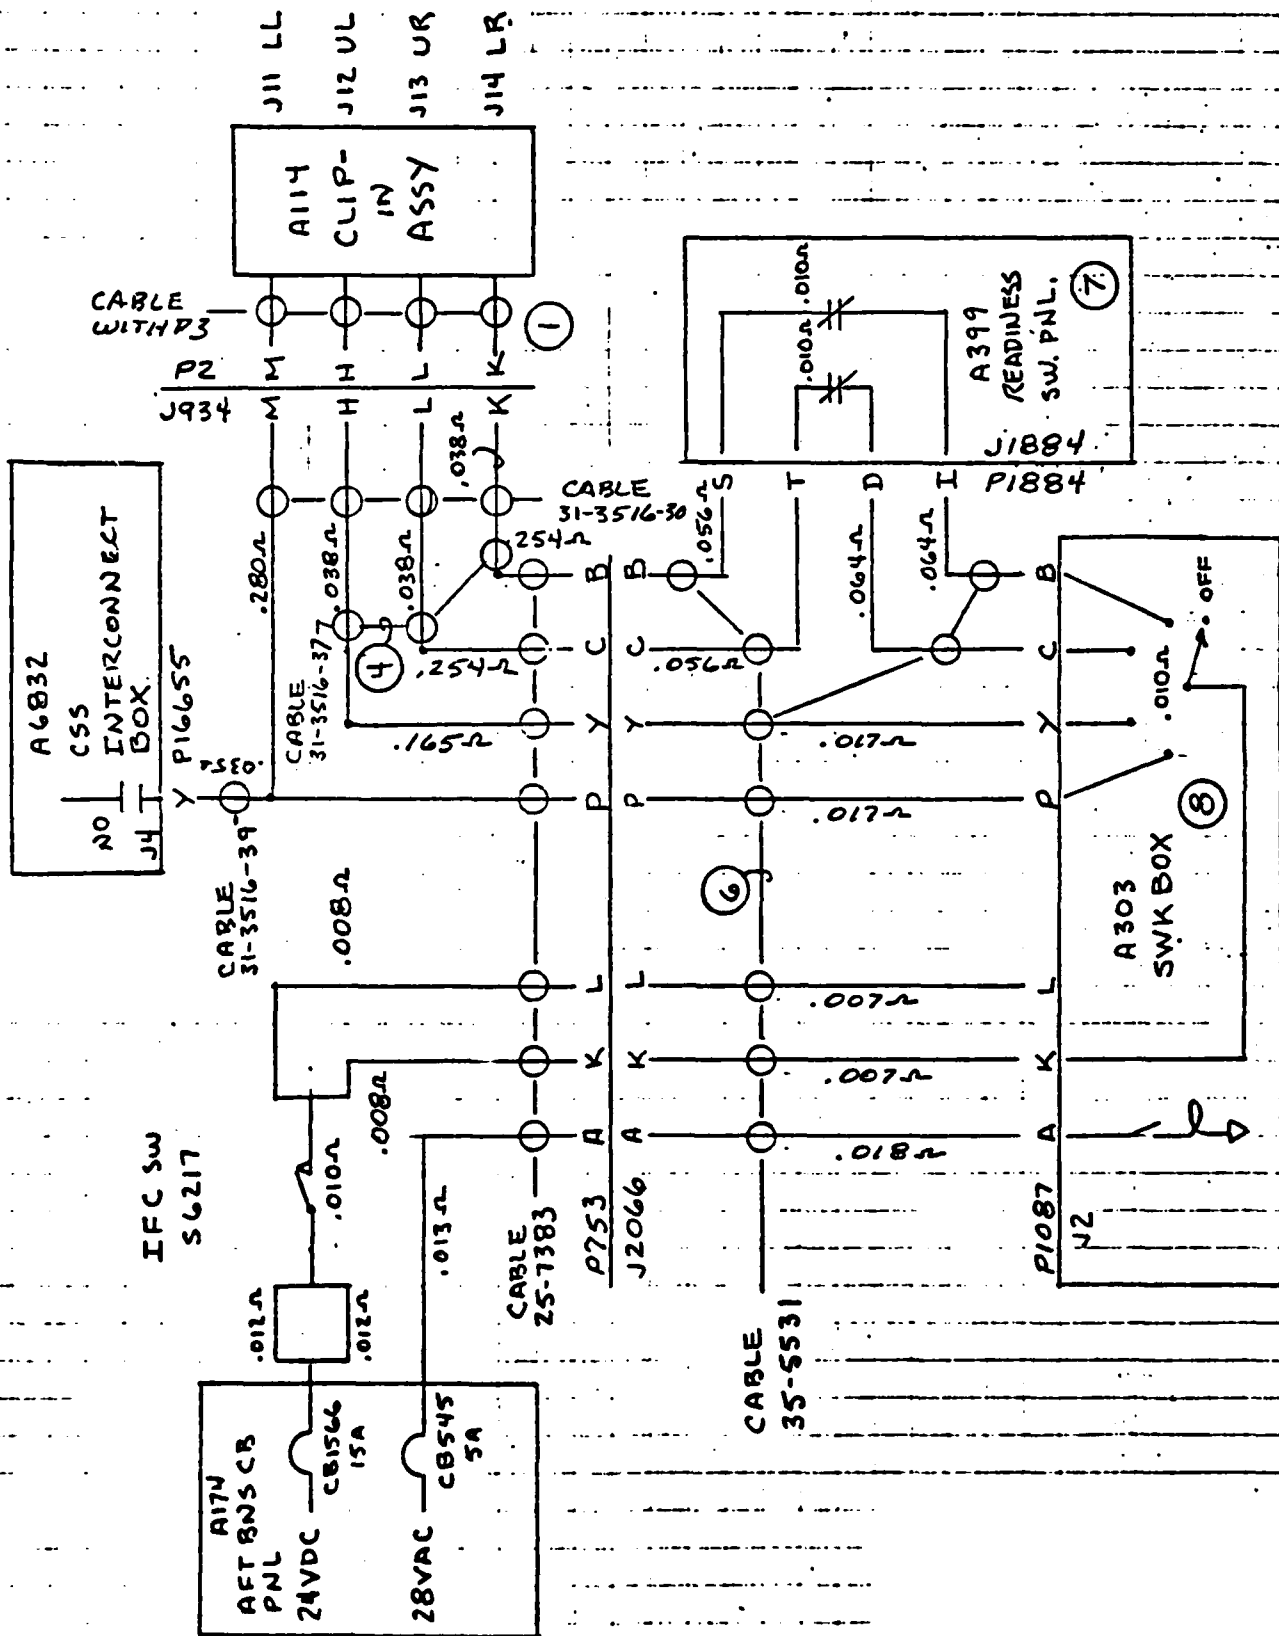 J11 LL
J12 UL
J13 UR
J14 LR
A114
CLIP-
IN
ASSY
CABLE
WITH P3
1
P2
J934
M
H
L
K
M
H
L
K
A6832
CSS
INTERCONNECT
BOX
NO
J4
Y
P16655
CABLE
31-3516-39
.280Ω
.038Ω
.038Ω
.038Ω
CABLE
31-3516-30
CABLE
31-3516-37
4
.254Ω
.254Ω
.165Ω
A399
READINESS
SW. PNL.
7
.010Ω
.010Ω
J1884
P1884
S
T
D
I
.056Ω
.056Ω
.064Ω
.064Ω
IFC SW
S6217
.010Ω
.012Ω
.012Ω
.008Ω
.008Ω
.013Ω
A174
AFT BNS CB
PNL
24VDC
CB1566
15A
28VAC
CB545
5A
CABLE
25-7383
P753
A
K
L
P
Y
C
B
J2066
A
K
L
P
Y
C
B
CABLE
35-5531
6
.018Ω
.007Ω
.007Ω
.017Ω
.017Ω
P1087
J2
A
K
L
P
Y
C
B
A303
SWK BOX
8
.010Ω
OFF